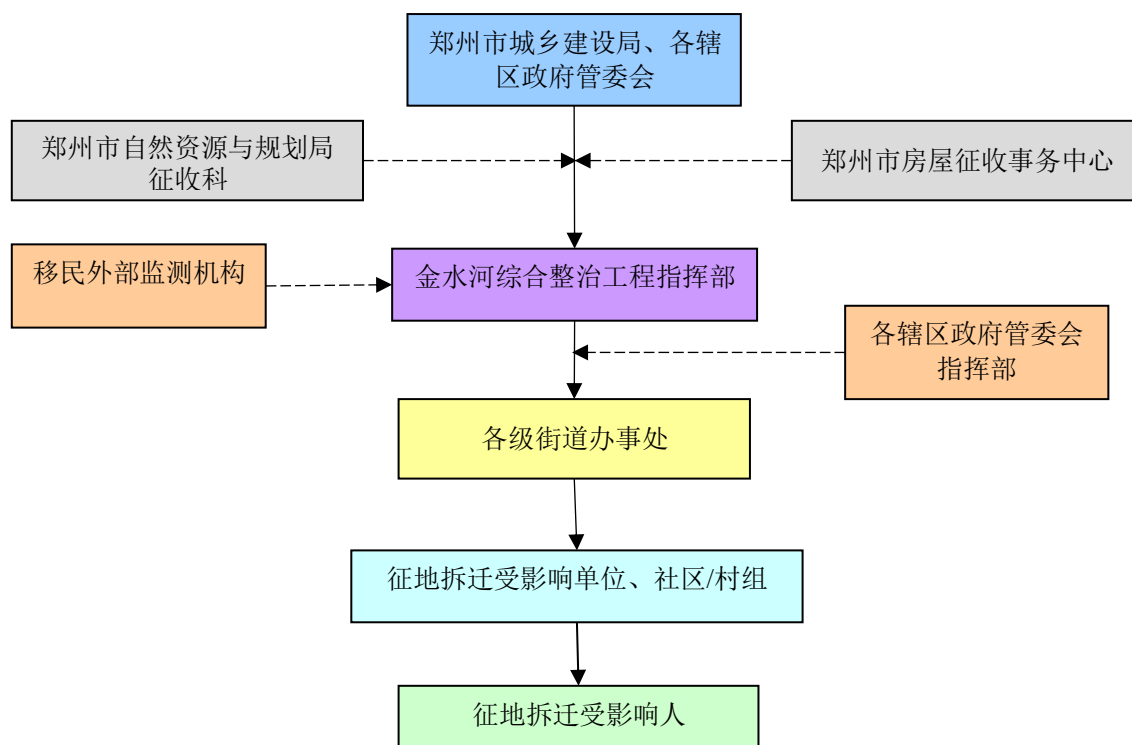 郑州市城乡建设局、各辖
区政府管委会
郑州市自然资源与规划局
征收科
郑州市房屋征收事务中心
移民外部监测机构
金水河综合整治工程指挥部
各辖区政府管委会
指挥部
各级街道办事处
征地拆迁受影响单位、社区/村组
征地拆迁受影响人